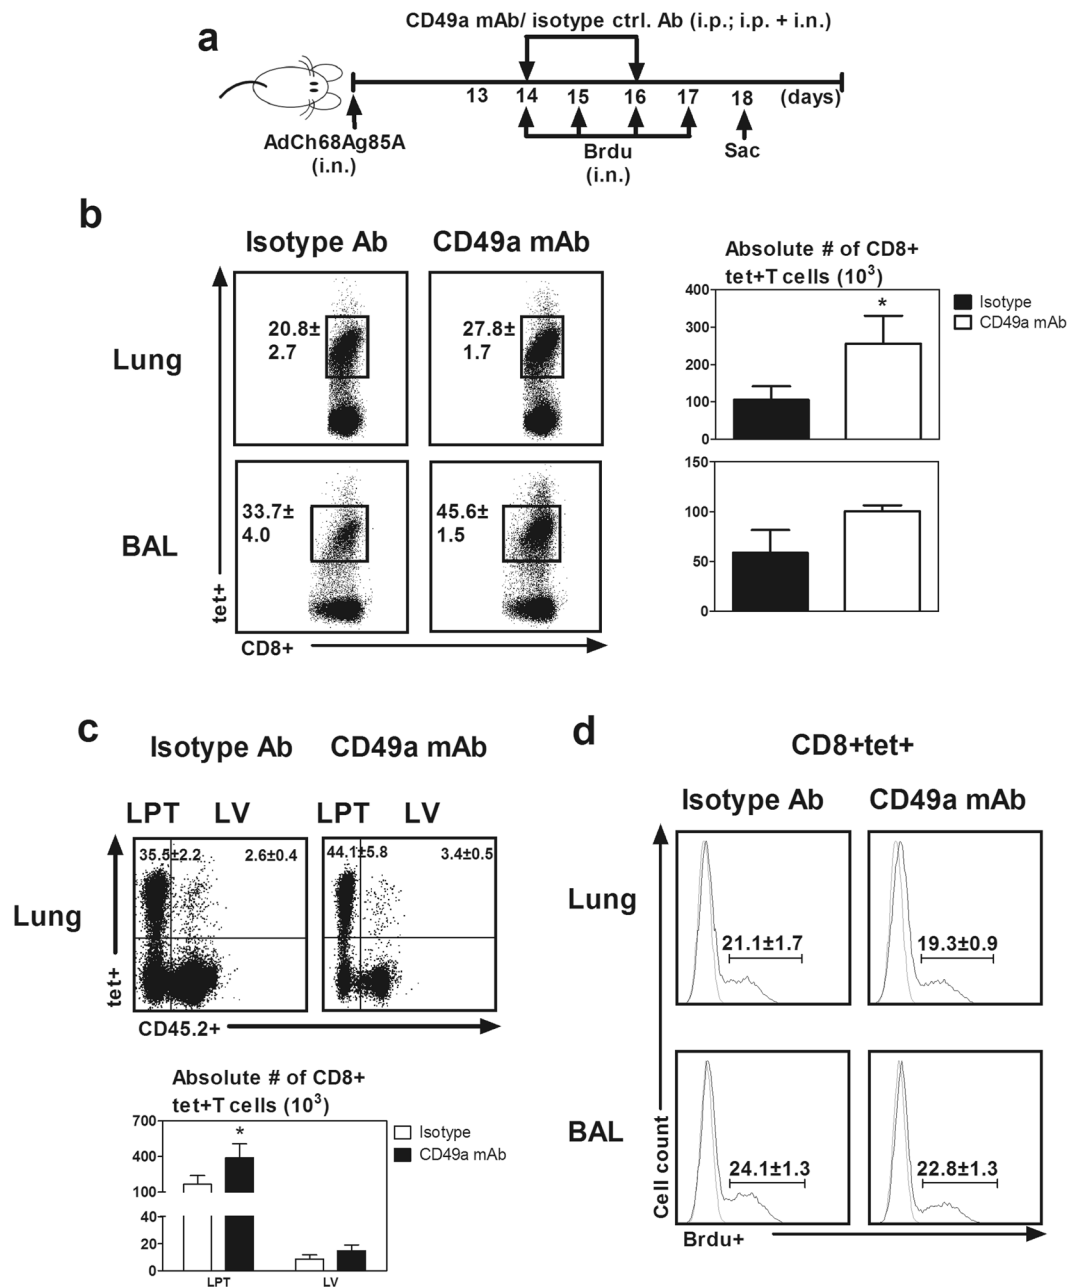 a
CD49a mAb/ isotype ctrl. Ab (i.p.; i.p. + i.n.)
13 14 15 16 17 18 (days)
AdCh68Ag85A
(i.n.)
Brdu
(i.n.)
Sac
b
Isotype Ab CD49a mAb
Absolute # of CD8+
tet+T cells (10³)
Lung
20.8±
2.7
27.8±
1.7
400
300
200
100
0
*
Isotype
CD49a mAb
BAL
33.7±
4.0
45.6±
1.5
150
100
50
0
tet+
CD8+
c
Isotype Ab CD49a mAb
LPT LV LPT LV
35.5±2.2 2.6±0.4 44.1±5.8 3.4±0.5
Lung
tet+
CD45.2+
Absolute # of CD8+
tet+T cells (10³)
700
400
100
40
20
0
*
Isotype
CD49a mAb
LPT LV
d
CD8+tet+
Isotype Ab CD49a mAb
Lung
21.1±1.7 19.3±0.9
BAL
24.1±1.3 22.8±1.3
Cell count
Brdu+